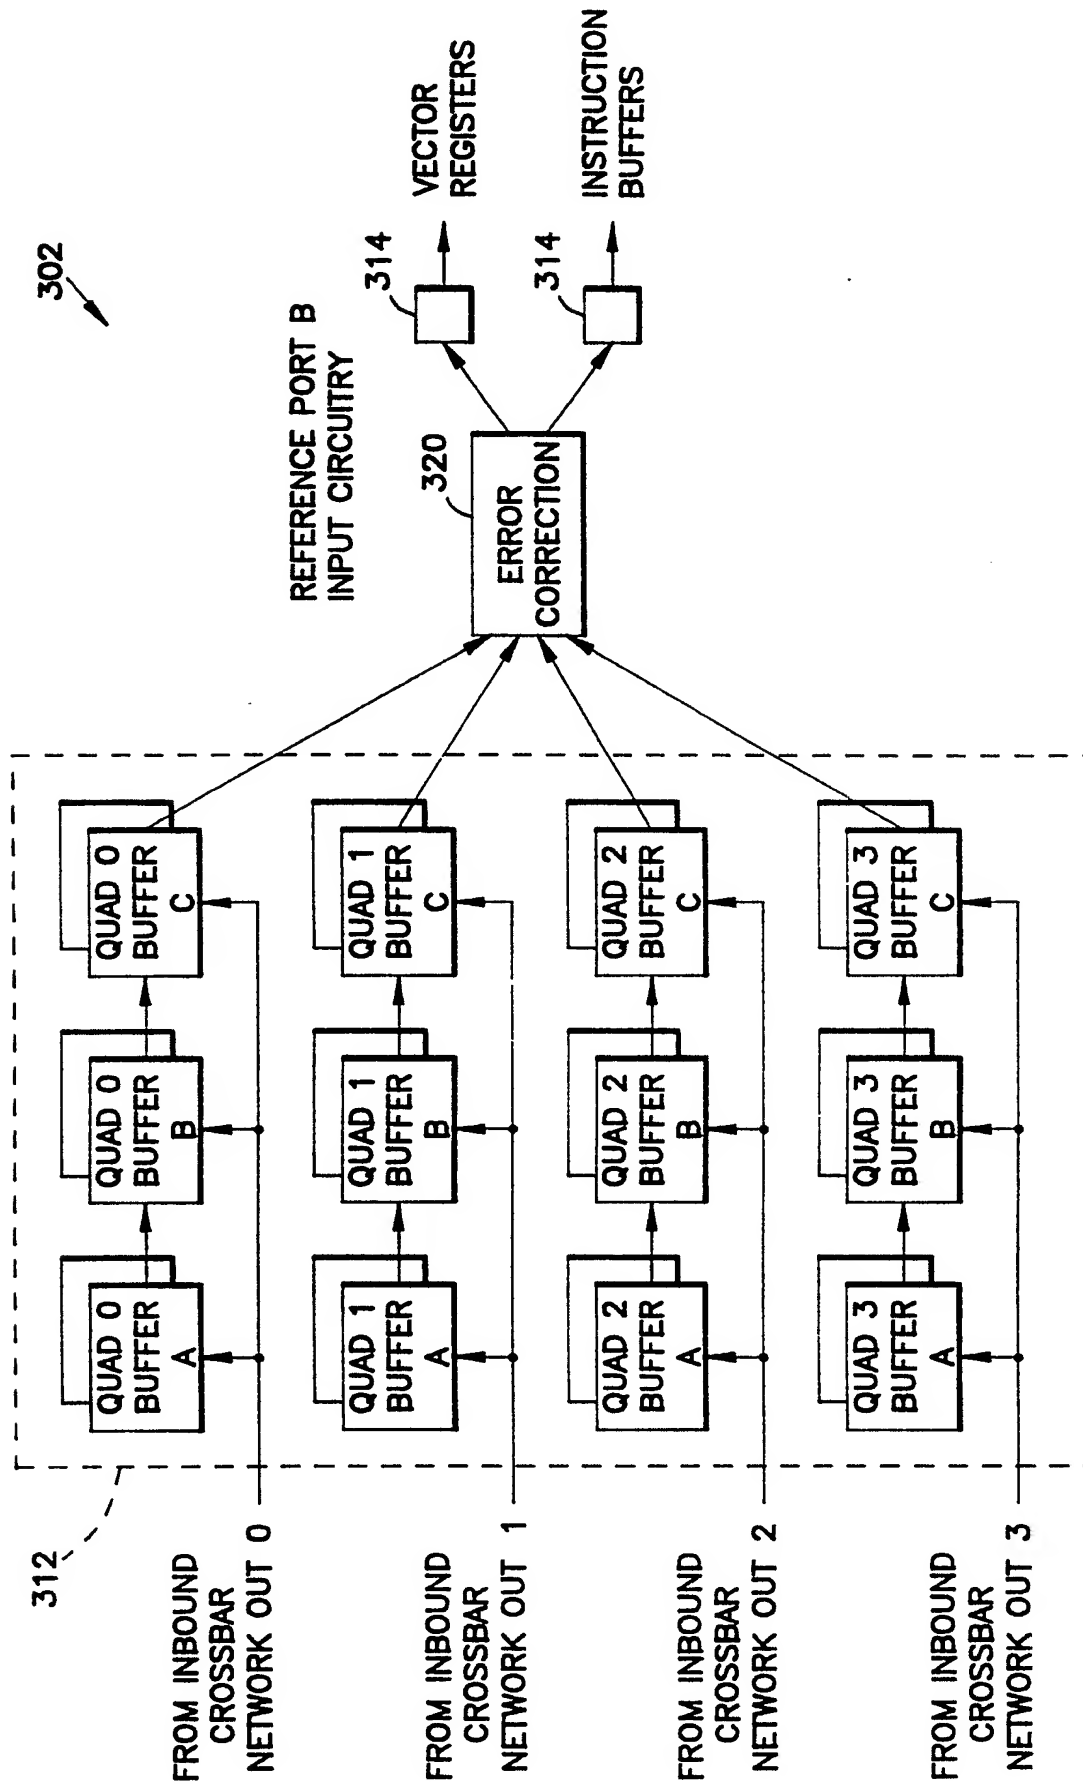 302
REFERENCE PORT B
INPUT CIRCUITRY
312
FROM INBOUND
CROSSBAR
NETWORK OUT 0
QUAD 0
BUFFER
A
QUAD 0
BUFFER
B
QUAD 0
BUFFER
C
FROM INBOUND
CROSSBAR
NETWORK OUT 1
QUAD 1
BUFFER
A
QUAD 1
BUFFER
B
QUAD 1
BUFFER
C
FROM INBOUND
CROSSBAR
NETWORK OUT 2
QUAD 2
BUFFER
A
QUAD 2
BUFFER
B
QUAD 2
BUFFER
C
FROM INBOUND
CROSSBAR
NETWORK OUT 3
QUAD 3
BUFFER
A
QUAD 3
BUFFER
B
QUAD 3
BUFFER
C
320
ERROR
CORRECTION
314
VECTOR
REGISTERS
314
INSTRUCTION
BUFFERS